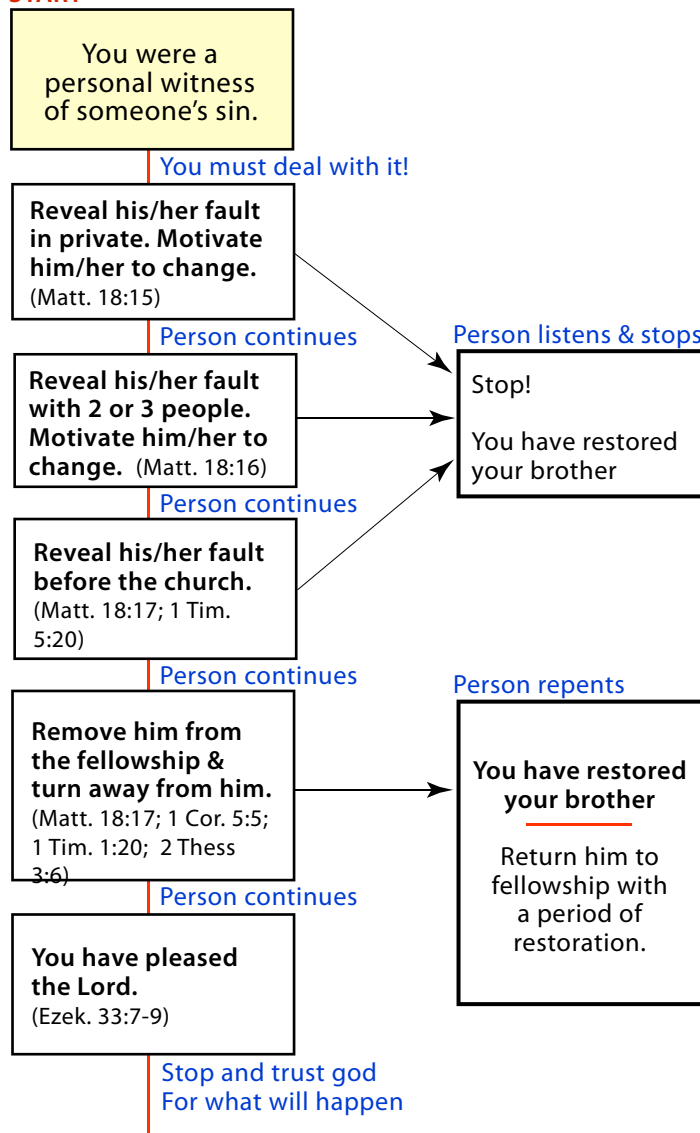 You were a
personal witness
of someone's sin.
You must deal with it!
Reveal his/her fault
in private. Motivate
him/her to change.
(Matt. 18:15)
Person continues
Person listens & stops
Reveal his/her fault
with 2 or 3 people.
Motivate him/her to
change. (Matt. 18:16)
Stop!
You have restored
your brother
Person continues
Reveal his/her fault
before the church.
(Matt. 18:17; 1 Tim.
5:20)
Person continues
Person repents
Remove him from
the fellowship &
turn away from him.
(Matt. 18:17; 1 Cor. 5:5;
1 Tim. 1:20; 2 Thess
3:6)
You have restored
your brother
Return him to
fellowship with
a period of
restoration.
Person continues
You have pleased
the Lord.
(Ezek. 33:7-9)
Stop and trust god
For what will happen